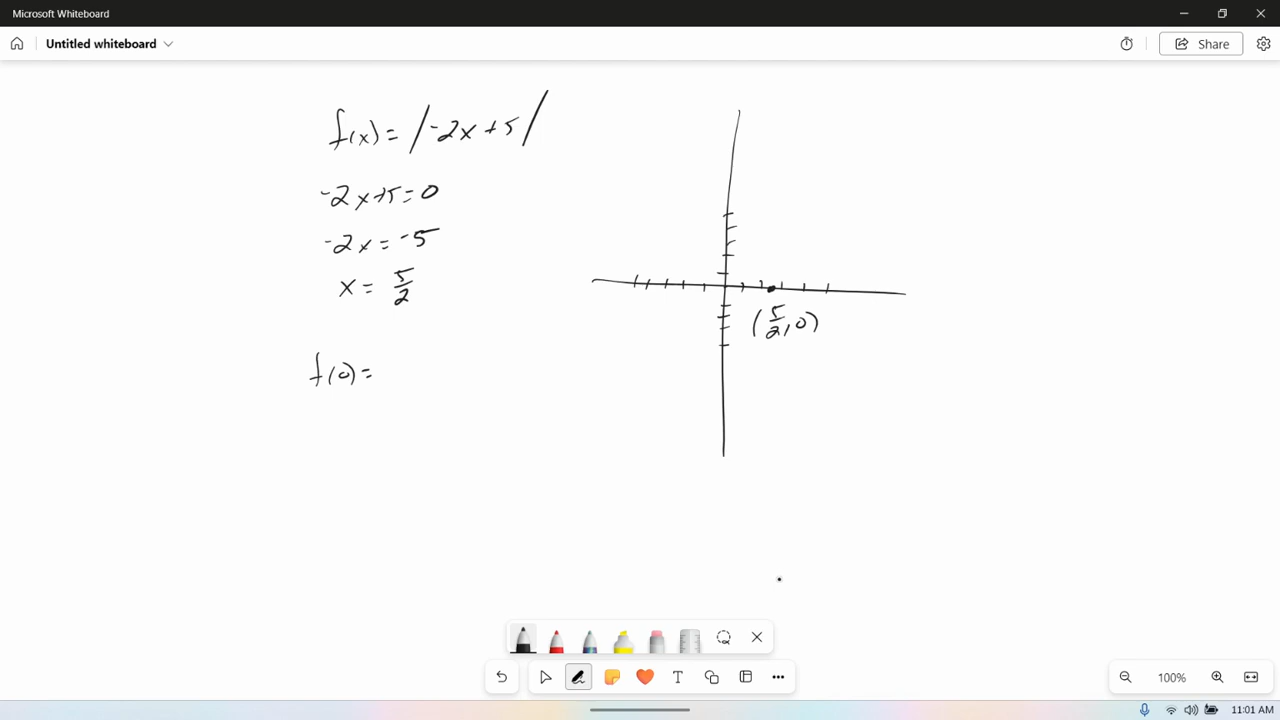 Microsoft Whiteboard
Untitled whiteboard
Share
f(x) = |-2x+5|
-2x+5=0
-2x = -5
x = 5/2
(5/2, 0)
f(0) =
T
100%
11:01 AM